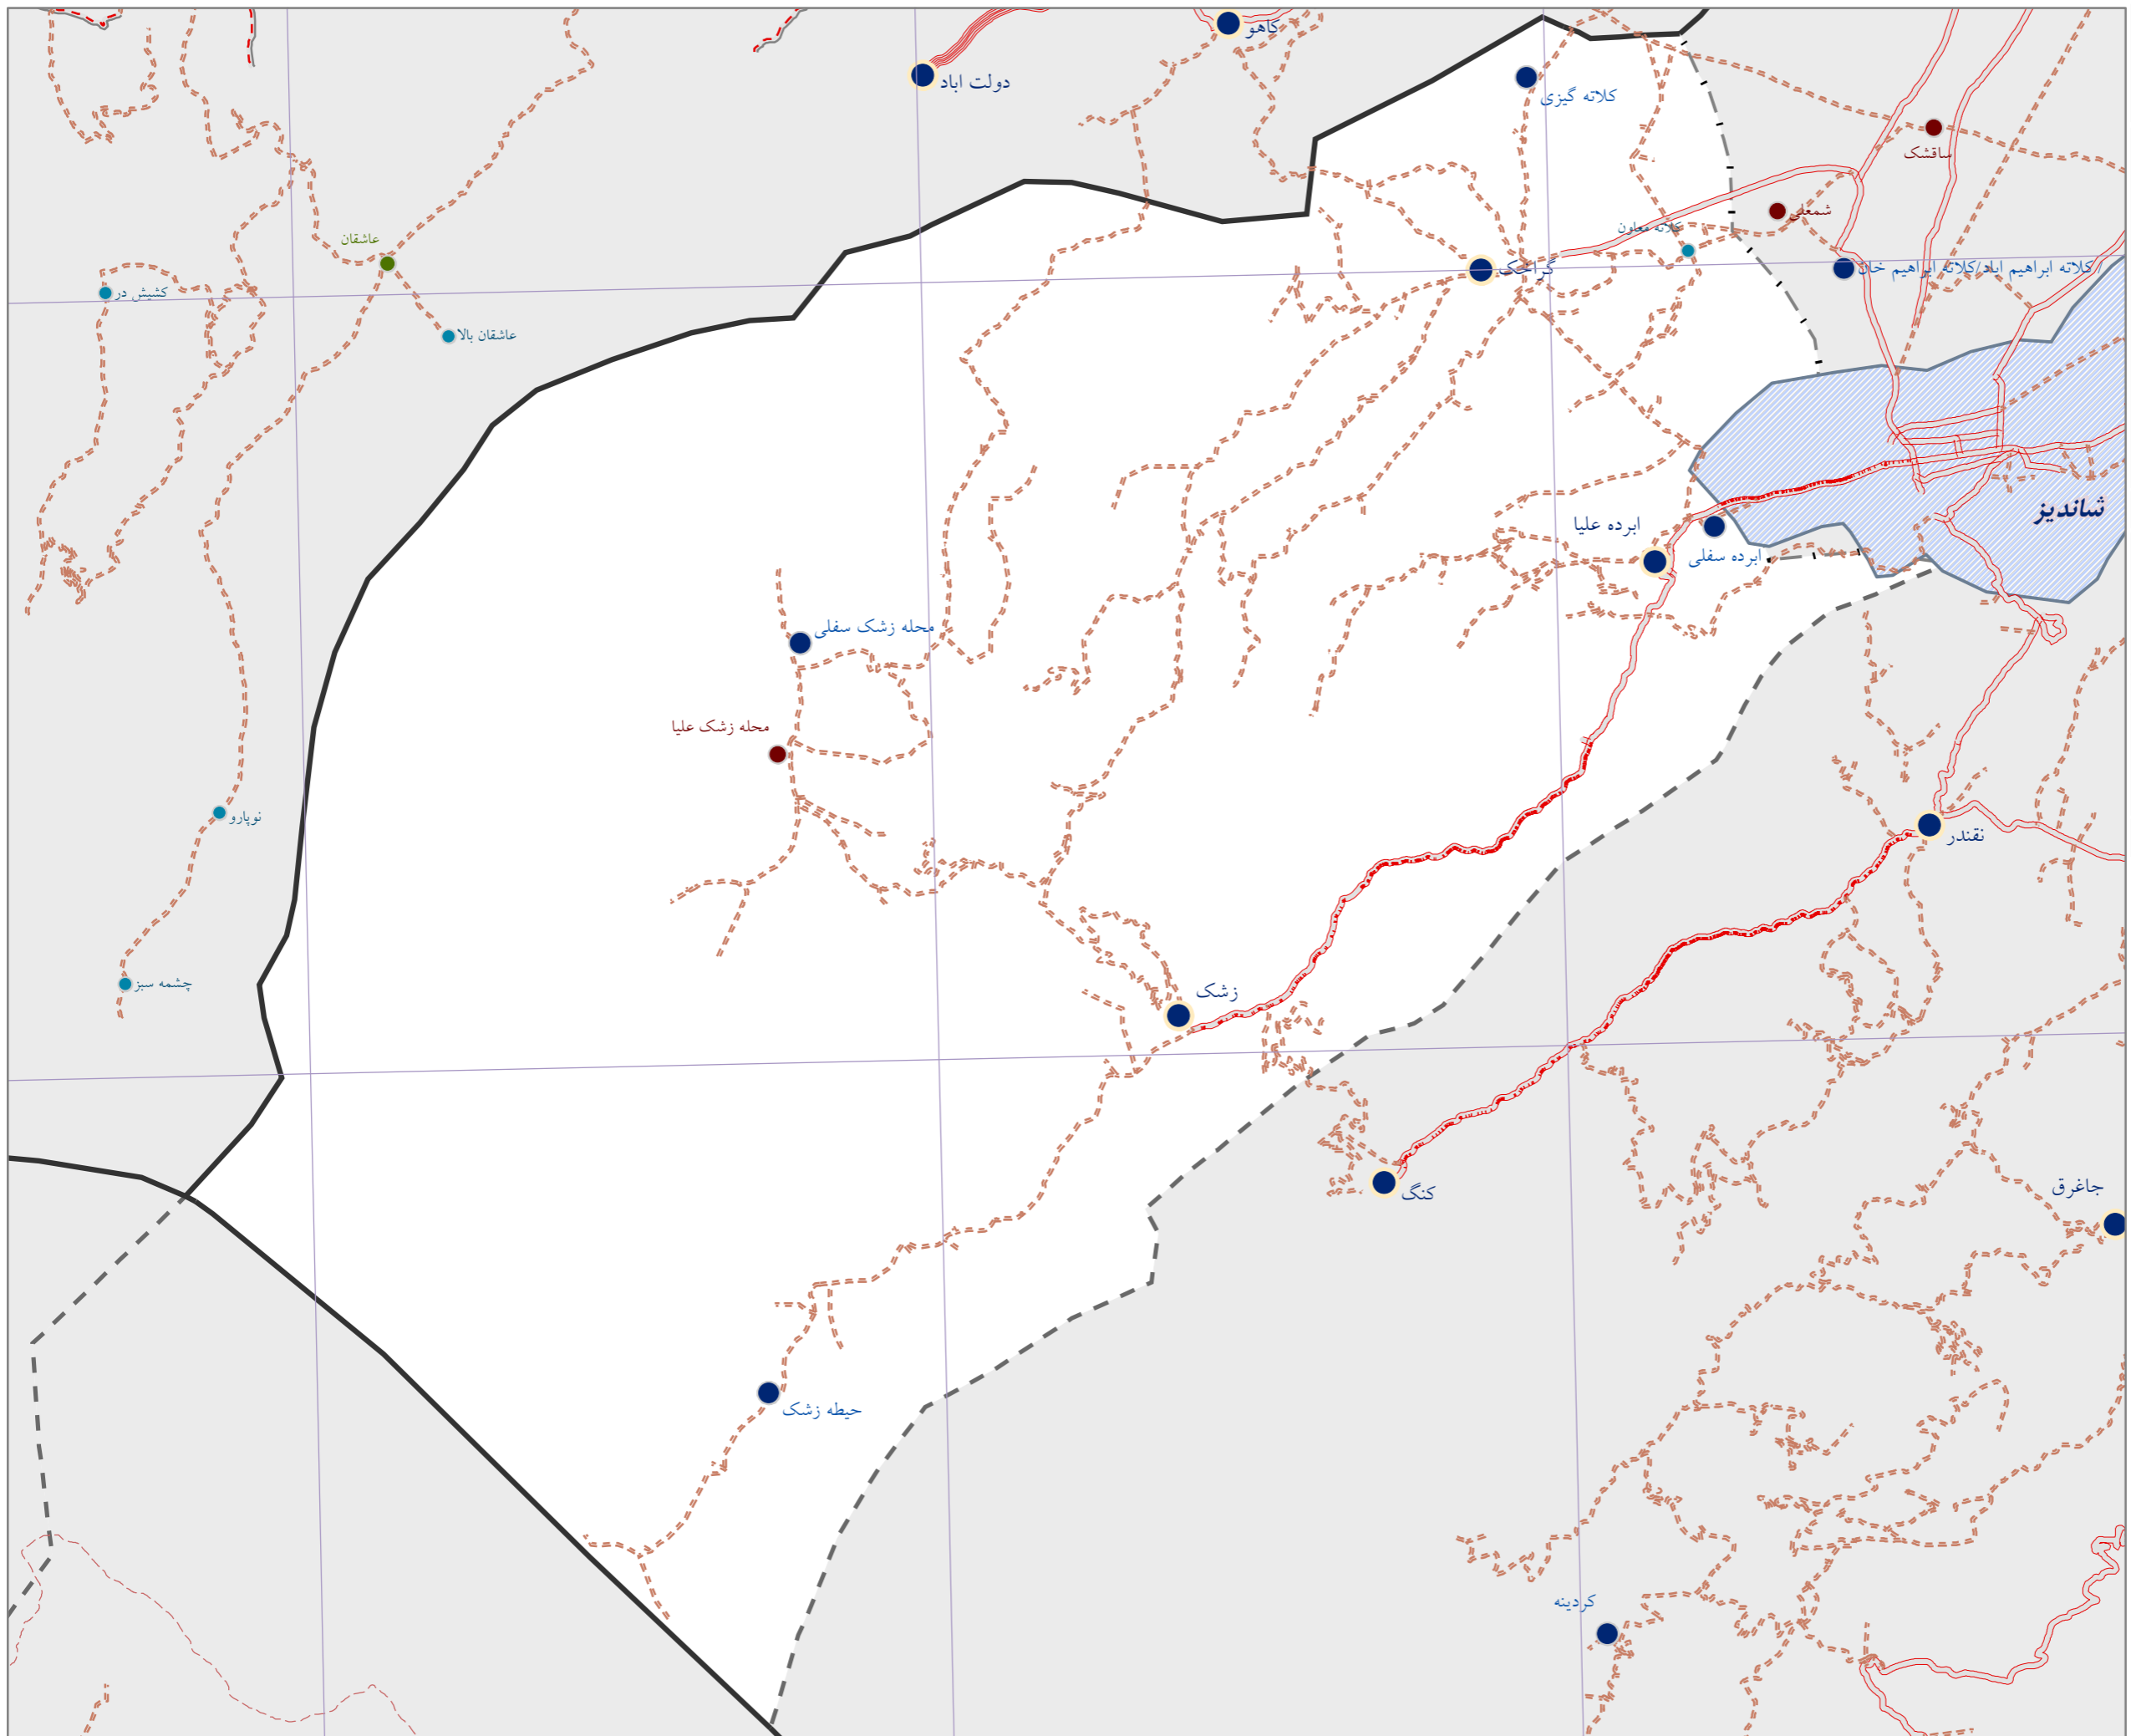 کاهو
دولت اباد
کلاته گیزی
ساقشک
شمعلی
کلاته معاون
عاشقان
گراخک
کلاته ابراهیم اباد/کلاته ابراهیم خان
کشیش در
عاشقان بالا
شاندیز
ابرده علیا
ابرده سفلی
محله زشک سفلی
محله زشک علیا
نوپارو
نقندر
چشمه سبز
زشک
کنگ
جاغرق
حیطه زشک
کردینه